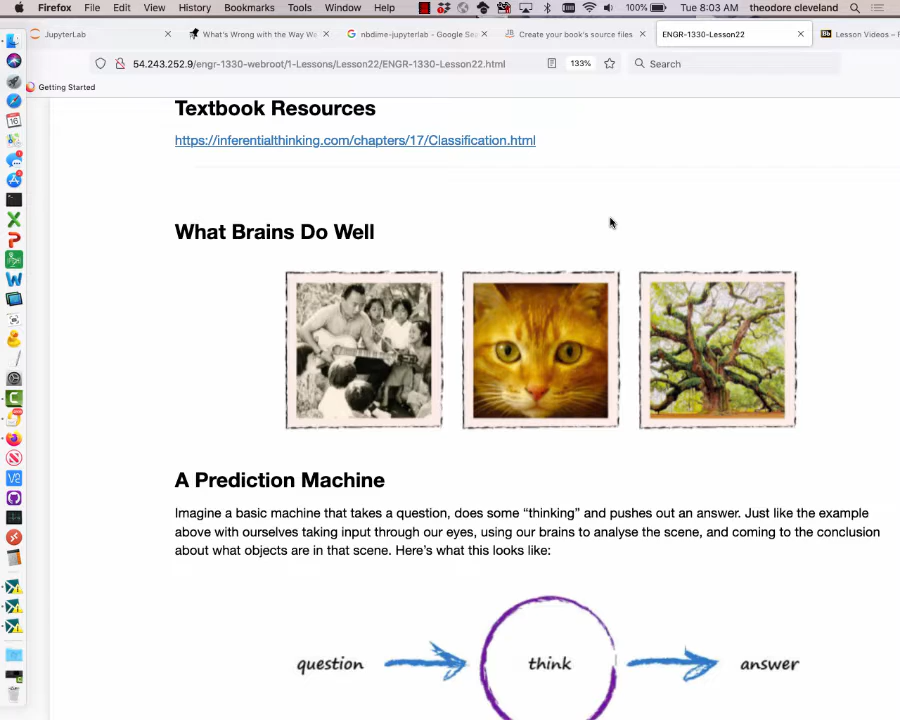 Firefox File Edit View History Bookmarks Tools Window Help 100% Tue 8:03 AM theodore cleveland
JupyterLab × What's Wrong with the Way We × nbdime-jupyterlab - Google Sea × Create your book's source files × ENGR-1330-Lesson22 × Lesson Videos – F
54.243.252.9/engr-1330-webroot/1-Lessons/Lesson22/ENGR-1330-Lesson22.html 133% Search
Getting Started
Textbook Resources
https://inferentialthinking.com/chapters/17/Classification.html
What Brains Do Well
A Prediction Machine
Imagine a basic machine that takes a question, does some “thinking” and pushes out an answer. Just like the example
above with ourselves taking input through our eyes, using our brains to analyse the scene, and coming to the conclusion
about what objects are in that scene. Here’s what this looks like:
question think answer